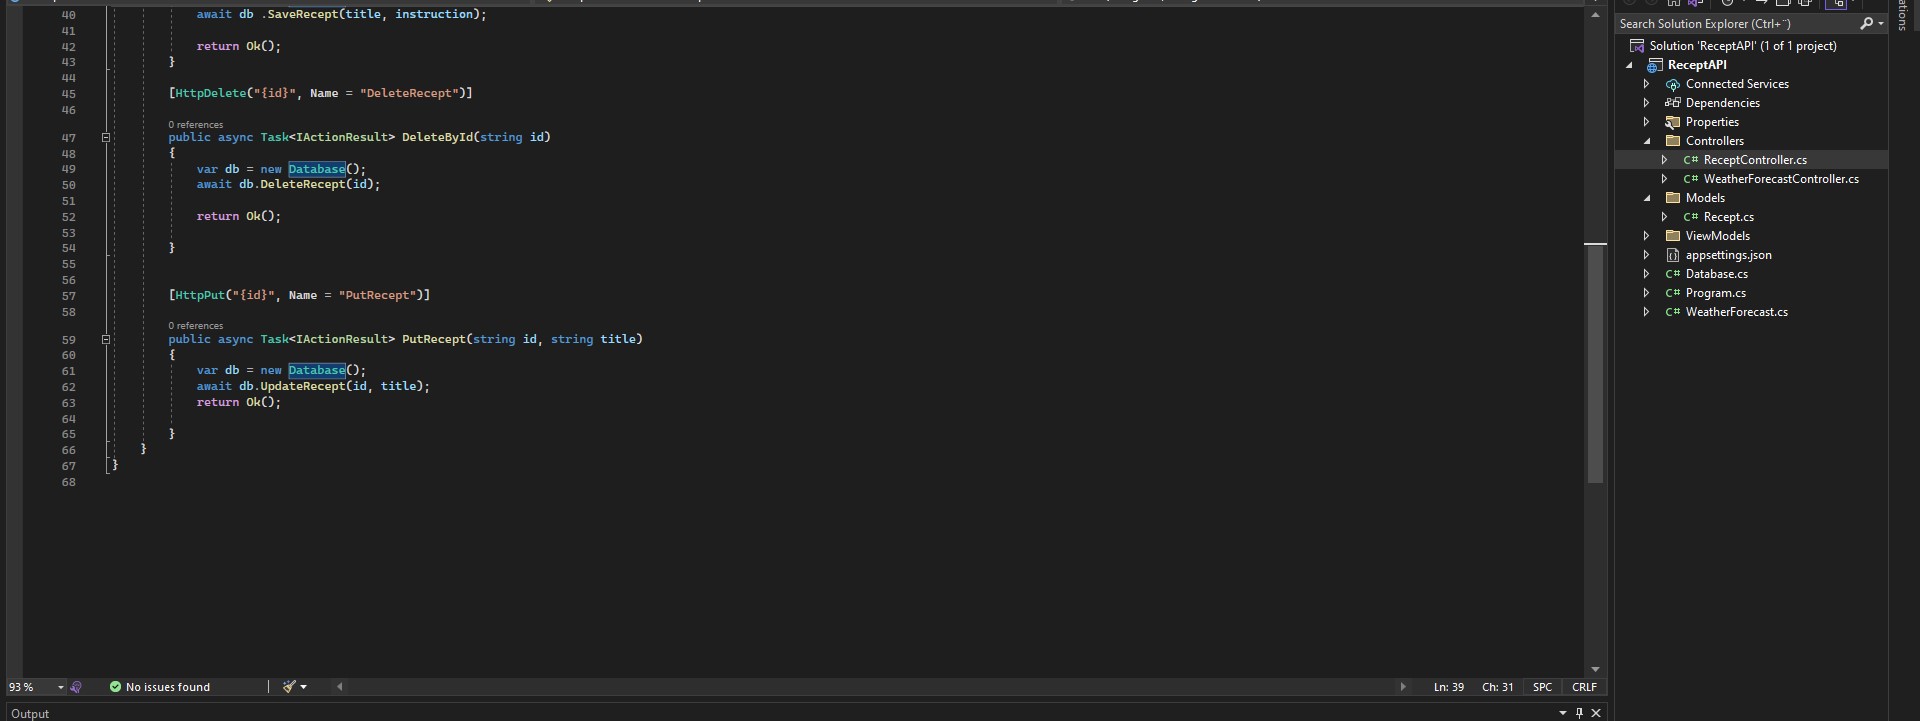 40 await db .SaveRecept(title, instruction);
41
42 return Ok();
43 }
44
45 [HttpDelete("{id}", Name = "DeleteRecept")]
46
0 references
47 public async Task<IActionResult> DeleteById(string id)
48 {
49 var db = new Database();
50 await db.DeleteRecept(id);
51
52 return Ok();
53
54 }
55
56
57 [HttpPut("{id}", Name = "PutRecept")]
58
0 references
59 public async Task<IActionResult> PutRecept(string id, string title)
60 {
61 var db = new Database();
62 await db.UpdateRecept(id, title);
63 return Ok();
64
65 }
66 }
67 }
68
93 % No issues found Ln: 39 Ch: 31 SPC CRLF
Output
Search Solution Explorer (Ctrl+¨)
Solution 'ReceptAPI' (1 of 1 project)
ReceptAPI
Connected Services
Dependencies
Properties
Controllers
C# ReceptController.cs
C# WeatherForecastController.cs
Models
C# Recept.cs
ViewModels
appsettings.json
C# Database.cs
C# Program.cs
C# WeatherForecast.cs